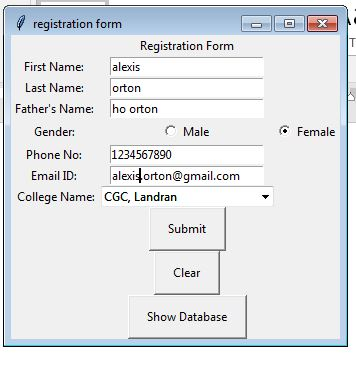 registration form
Registration Form
First Name: alexis
Last Name: orton
Father's Name: ho orton
Gender: Male Female
Phone No: 1234567890
Email ID: alexis.orton@gmail.com
College Name: CGC, Landran
Submit
Clear
Show Database